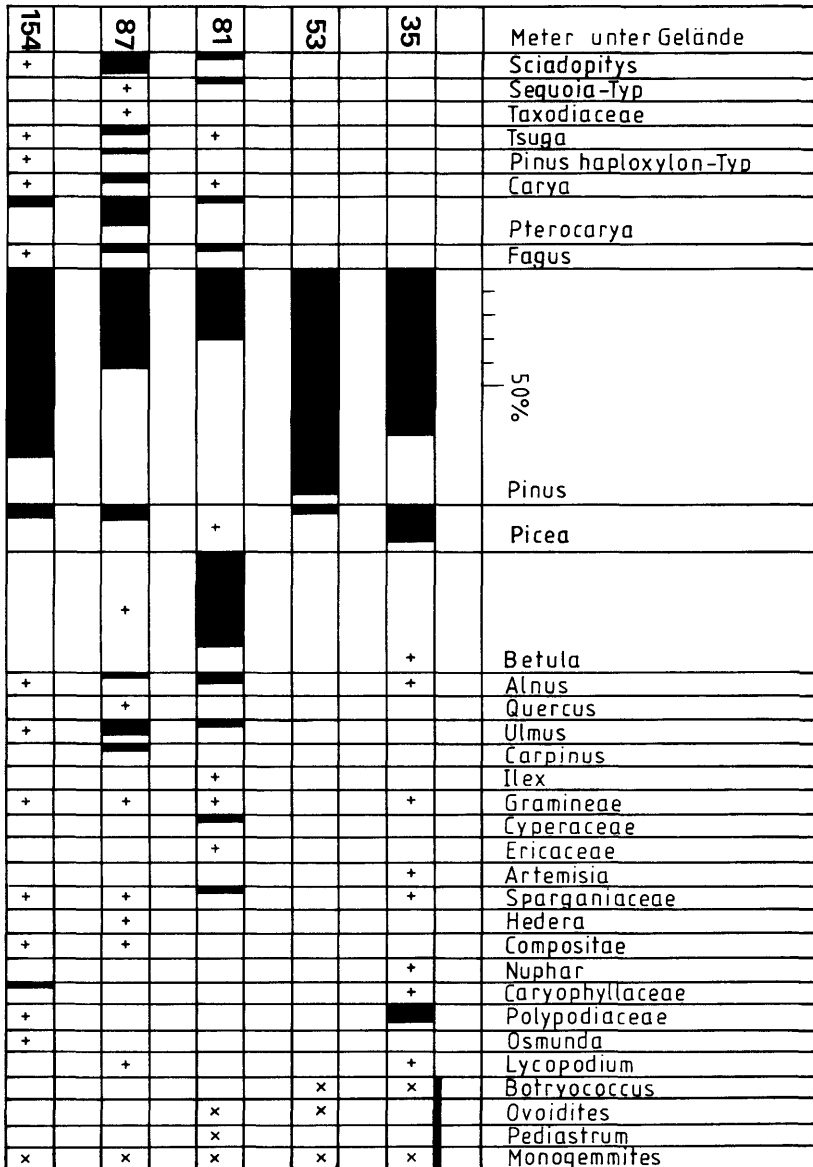 154 87 81 53 35 Meter unter Gelände
+ Sciadopitys
+ Sequoia-Typ
+ Taxodiaceae
+ + Tsuga
+ Pinus haploxylon-Typ
+ + Carya
Pterocarya
+ Fagus
50%
Pinus
+ Picea
+ + Betula
+ + Alnus
+ Quercus
+ Ulmus
Carpinus
+ Ilex
+ + + + Gramineae
Cyperaceae
+ Ericaceae
+ Artemisia
+ + + Sparganiaceae
+ Hedera
+ + Compositae
+ Nuphar
+ Caryophyllaceae
+ Polypodiaceae
+ Osmunda
+ + Lycopodium
x x Botryococcus
x x Ovoidites
x Pediastrum
x x x x x Monogemmites